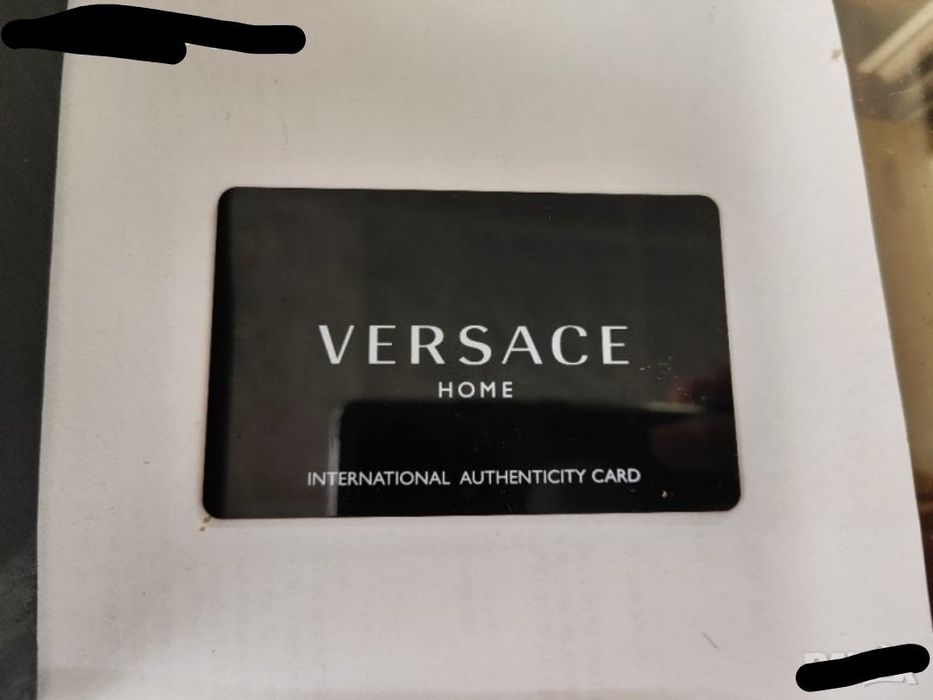 VERSACE
HOME
INTERNATIONAL AUTHENTICITY CARD